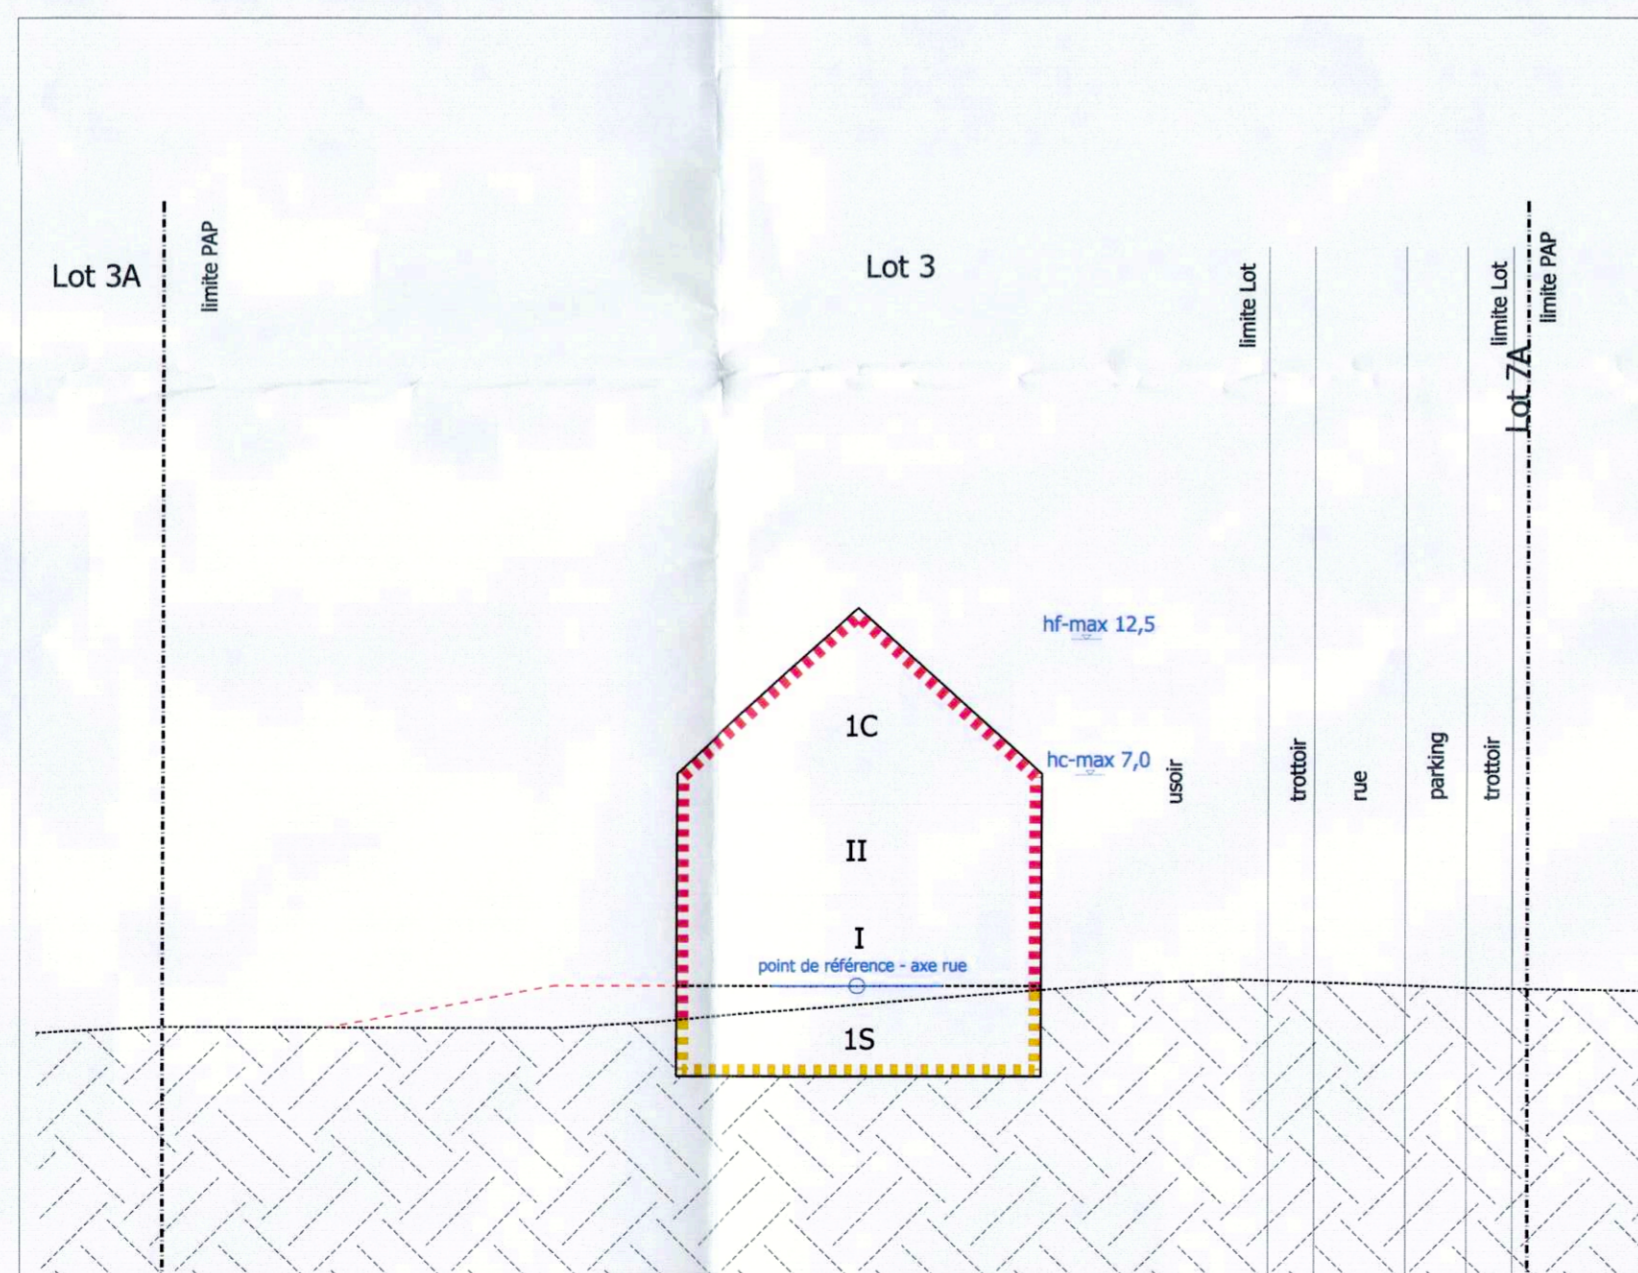 Lot 3A
limite PAP
Lot 3
limite Lot
limite Lot
limite PAP
Lot 7A
hf-max 12,5
1C
hc-max 7,0
usoir
trottoir
rue
parking
trottoir
II
I
point de référence - axe rue
1S